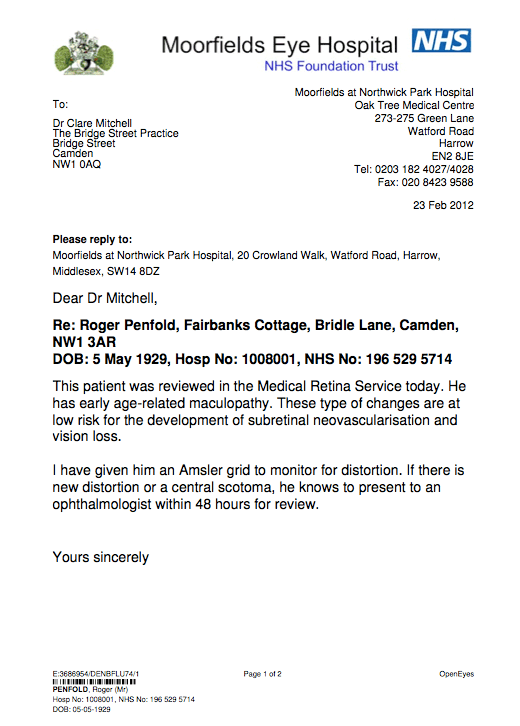 Moorfields Eye Hospital NHS
NHS Foundation Trust
Moorfields at Northwick Park Hospital
Oak Tree Medical Centre
273-275 Green Lane
Watford Road
Harrow
EN2 8JE
Tel: 0203 182 4027/4028
Fax: 020 8423 9588
23 Feb 2012
To:
Dr Clare Mitchell
The Bridge Street Practice
Bridge Street
Camden
NW1 0AQ
Please reply to:
Moorfields at Northwick Park Hospital, 20 Crowland Walk, Watford Road, Harrow,
Middlesex, SW14 8DZ
Dear Dr Mitchell,
Re: Roger Penfold, Fairbanks Cottage, Bridle Lane, Camden,
NW1 3AR
DOB: 5 May 1929, Hosp No: 1008001, NHS No: 196 529 5714
This patient was reviewed in the Medical Retina Service today. He
has early age-related maculopathy. These type of changes are at
low risk for the development of subretinal neovascularisation and
vision loss.
I have given him an Amsler grid to monitor for distortion. If there is
new distortion or a central scotoma, he knows to present to an
ophthalmologist within 48 hours for review.
Yours sincerely
E:3686954/DENBFLU74/1 Page 1 of 2 OpenEyes
PENFOLD, Roger (Mr)
Hosp No: 1008001, NHS No: 196 529 5714
DOB: 05-05-1929